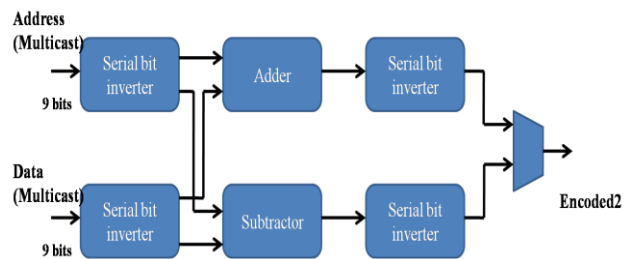 Address
(Multicast)
9 bits
Serial bit
inverter
Adder
Serial bit
inverter
Data
(Multicast)
9 bits
Serial bit
inverter
Subtractor
Serial bit
inverter
Encoded2